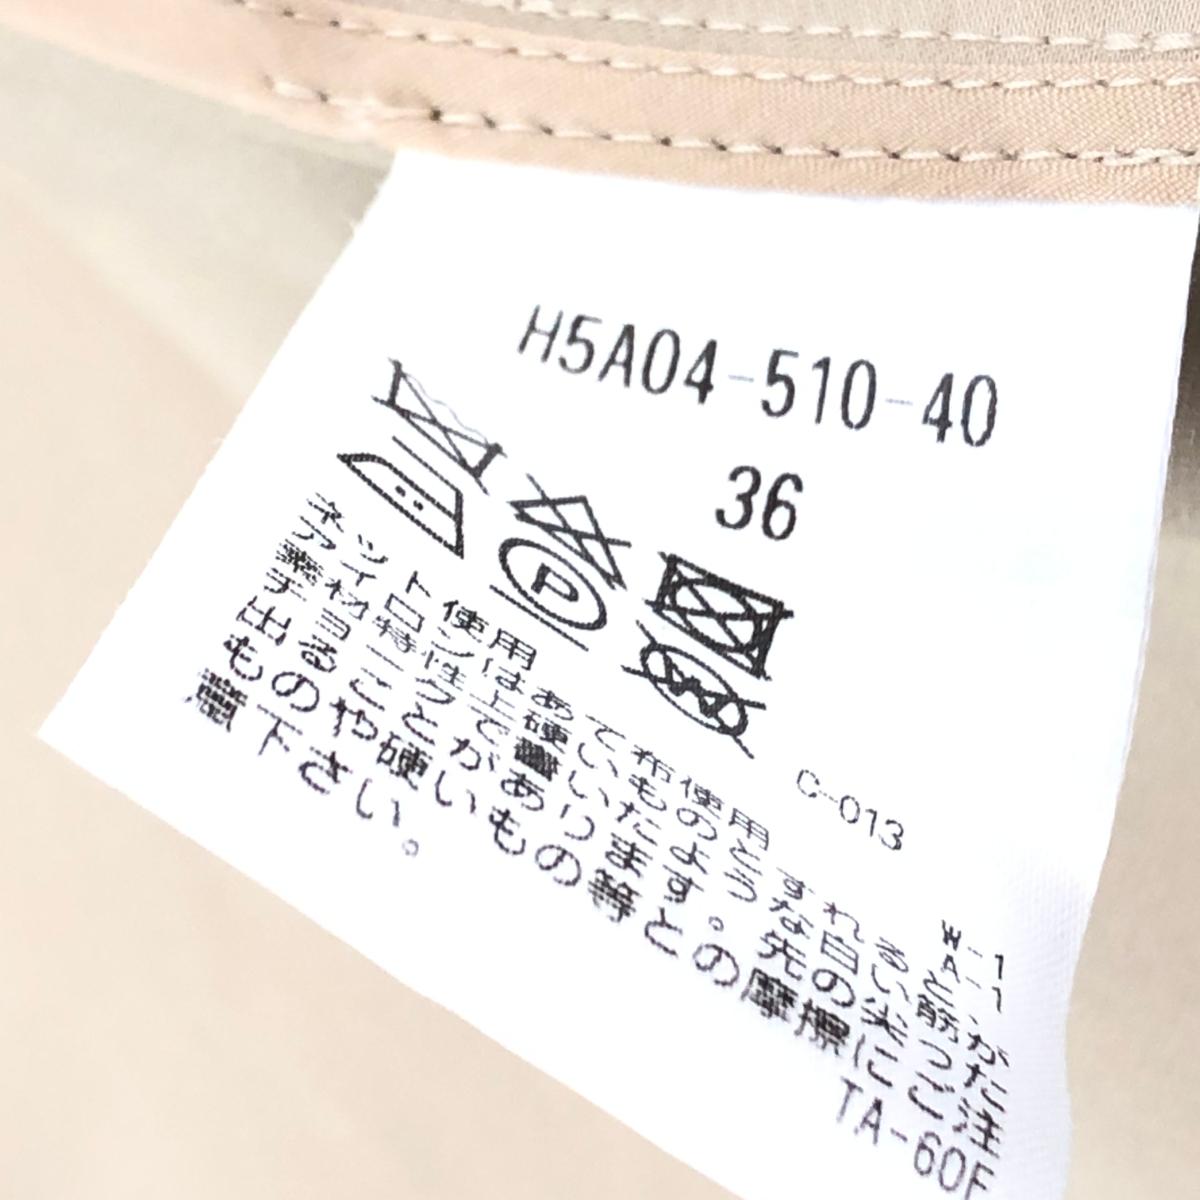 H5A04-510-40
36
C-013
ネット使用 W-1
アイロンはあて布使用 A-1
素材特性上硬いものとすれると、
チョークで書いたような白い筋が
出ることがあります。先の尖った
ものや硬いもの等との摩擦にご注
意下さい。
TA-60F